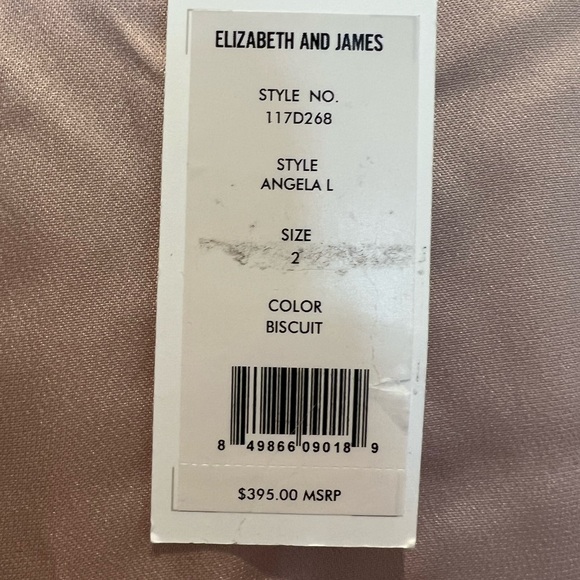 ELIZABETH AND JAMES
STYLE NO.
117D268
STYLE
ANGELA L
SIZE
2
COLOR
BISCUIT
8 49866 09018 9
$395.00 MSRP